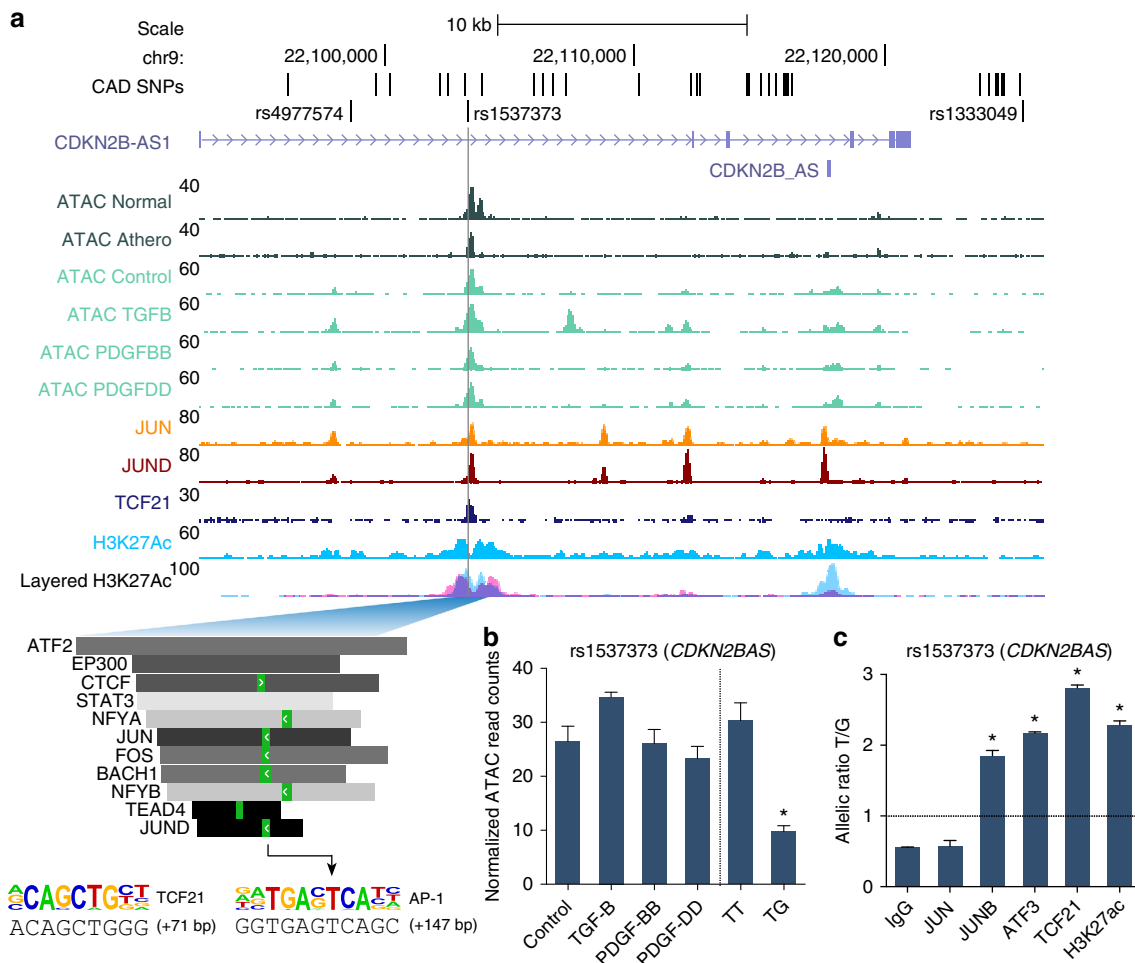 a
Scale 10 kb
chr9: 22,100,000 22,110,000 22,120,000
CAD SNPs
rs4977574 rs1537373 rs1333049
CDKN2B-AS1
CDKN2B_AS
ATAC Normal 40
ATAC Athero 40
ATAC Control 60
ATAC TGFB 60
ATAC PDGFBB 60
ATAC PDGFDD 60
JUN 80
JUND 80
TCF21 30
H3K27Ac 60
Layered H3K27Ac 100
ATF2
EP300
CTCF
STAT3
NFYA
JUN
FOS
BACH1
NFYB
TEAD4
JUND
TCF21
ACAGCTGGG (+71 bp)
AP-1
GGTGAGTCAGC (+147 bp)
b
rs1537373 (CDKN2BAS)
Normalized ATAC read counts
40
30
20
10
0
*
Control TGF-B PDGF-BB PDGF-DD TT TG
c
rs1537373 (CDKN2BAS)
Allelic ratio T/G
3
2
1
0
* * * *
IgG JUN JUNB ATF3 TCF21 H3K27ac